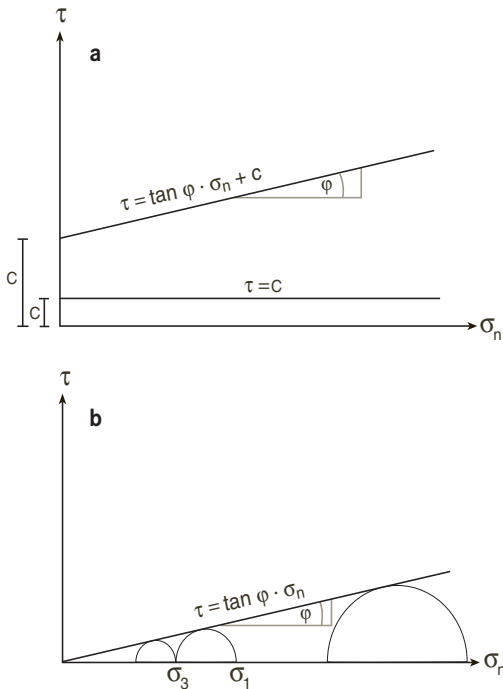 τ
a
τ = tan φ · σn + c
φ
c
τ = c
c
σn
τ
b
τ = tan φ · σn
φ
σ3
σ1
σn